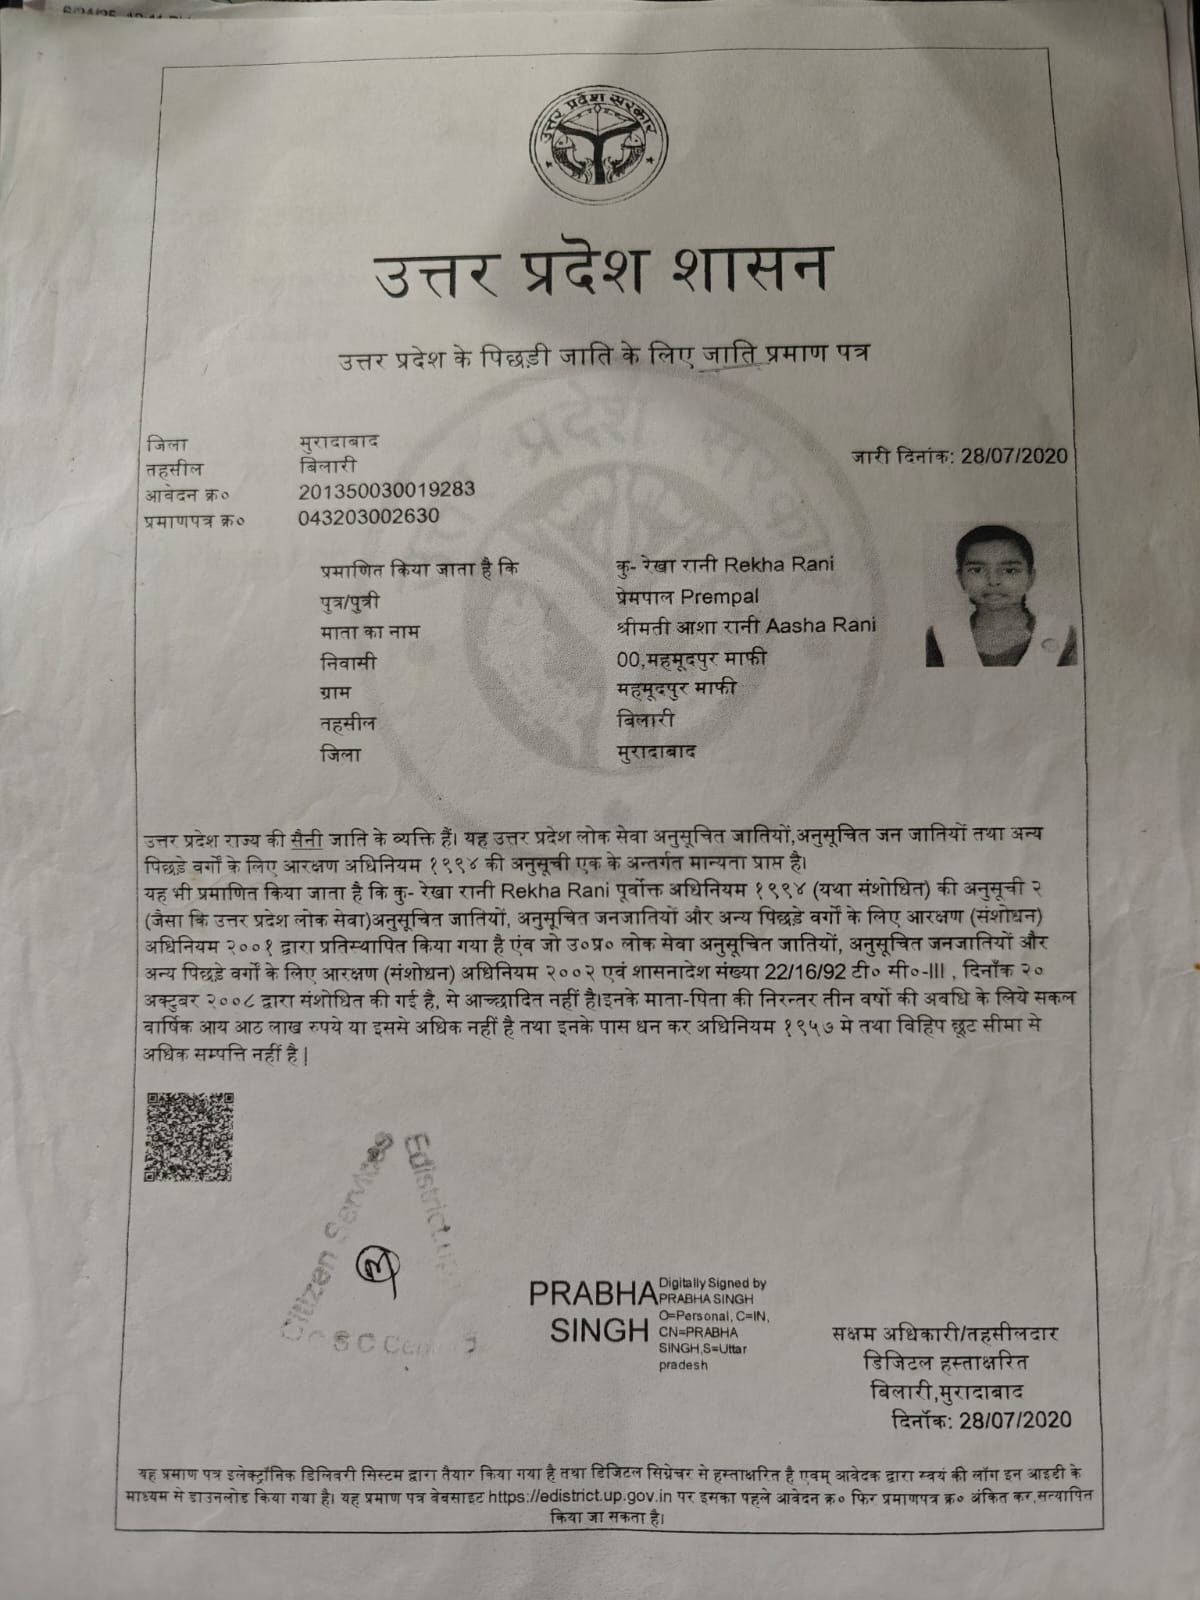 उत्तर प्रदेश सरकार
उत्तर प्रदेश शासन
उत्तर प्रदेश के पिछड़ी जाति के लिए जाति प्रमाण पत्र
जिला मुरादाबाद
तहसील बिलारी
जारी दिनांक: 28/07/2020
आवेदन क्र० 201350030019283
प्रमाणपत्र क्र० 043203002630
प्रमाणित किया जाता है कि कु- रेखा रानी Rekha Rani
पुत्र/पुत्री प्रेमपाल Prempal
माता का नाम श्रीमती आशा रानी Aasha Rani
निवासी 00,महमूदपुर माफी
ग्राम महमूदपुर माफी
तहसील बिलारी
जिला मुरादाबाद
उत्तर प्रदेश राज्य की सैनी जाति के व्यक्ति हैं। यह उत्तर प्रदेश लोक सेवा अनुसूचित जातियों,अनुसूचित जन जातियों तथा अन्य
पिछड़े वर्गों के लिए आरक्षण अधिनियम १९९४ की अनुसूची एक के अन्तर्गत मान्यता प्राप्त है।
यह भी प्रमाणित किया जाता है कि कु- रेखा रानी Rekha Rani पूर्वोक्त अधिनियम १९९४ (यथा संशोधित) की अनुसूची २
(जैसा कि उत्तर प्रदेश लोक सेवा)अनुसूचित जातियों, अनुसूचित जनजातियों और अन्य पिछड़े वर्गों के लिए आरक्षण (संशोधन)
अधिनियम २००१ द्वारा प्रतिस्थापित किया गया है एंव जो उ०प्र० लोक सेवा अनुसूचित जातियों, अनुसूचित जनजातियों और
अन्य पिछड़े वर्गों के लिए आरक्षण (संशोधन) अधिनियम २००२ एवं शासनादेश संख्या 22/16/92 टी० सी०-III , दिनाँक २०
अक्टुबर २००८ द्वारा संशोधित की गई है, से आच्छादित नहीं है।इनके माता-पिता की निरन्तर तीन वर्षो की अवधि के लिये सकल
वार्षिक आय आठ लाख रुपये या इससे अधिक नहीं है तथा इनके पास धन कर अधिनियम १९५७ मे तथा विहिप छूट सीमा से
अधिक सम्पत्ति नहीं है |
Citizen Services
Edistrict.up
PRABHA SINGH
Digitally Signed by
PRABHA SINGH
O=Personal, C=IN,
CN=PRABHA
SINGH,S=Uttar
pradesh
सक्षम अधिकारी/तहसीलदार
डिजिटल हस्ताक्षरित
बिलारी,मुरादाबाद
दिनॉक: 28/07/2020
यह प्रमाण पत्र इलेक्ट्रॉनिक डिलिवरी सिस्टम द्वारा तैयार किया गया है तथा डिजिटल सिग्नेचर से हस्ताक्षरित है एवम् आवेदक द्वारा स्वयं की लॉग इन आइडी के
माध्यम से डाउनलोड किया गया है। यह प्रमाण पत्र वेवसाइट https://edistrict.up.gov.in पर इसका पहले आवेदन क्र० फिर प्रमाणपत्र क्र० अंकित कर,सत्यापित
किया जा सकता है।